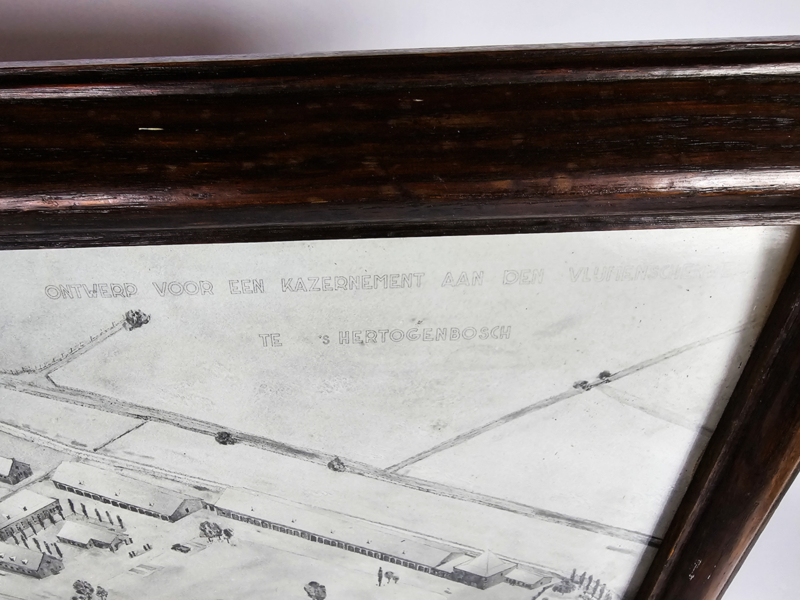 ONTWERP VOOR EEN KAZERNEMENT AAN DEN
TE 's HERTOGENBOSCH